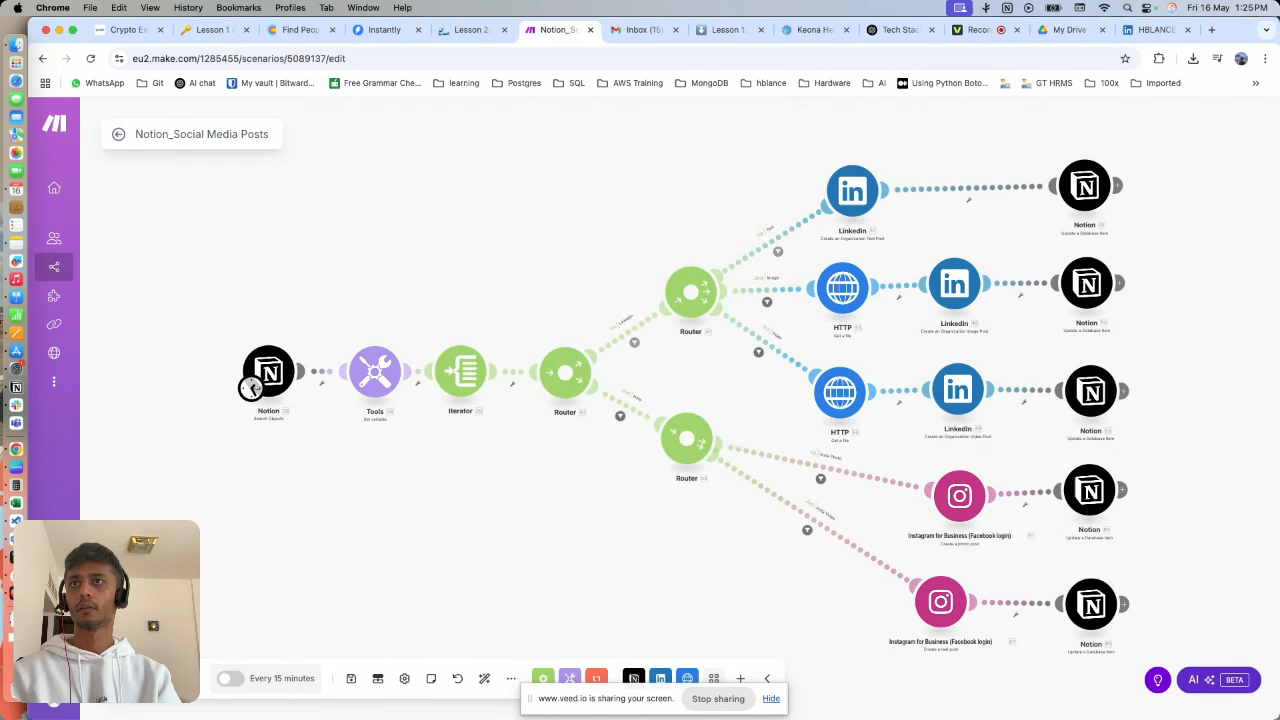 Chrome File Edit View History Bookmarks Profiles Tab Window Help
Fri 16 May 1:25 PM
Crypto Ex
Lesson 1 /
Find Peop
Instantly
Lesson 2:
Notion_Sc
Inbox (15)
Lesson 1:
Keona He
Tech Stac
Recor
My Drive
HBLANCE
eu2.make.com/1285455/scenarios/5089137/edit
WhatsApp
Git
AI chat
My vault | Bitward...
Free Grammar Che...
learning
Postgres
SQL
AWS Training
MongoDB
hblance
Hardware
AI
Using Python Boto...
GT HRMS
100x
Imported
Notion_Social Media Posts
LinkedIn
Create an Organization Text Post
Notion
Update a Database Item
Image
Router
HTTP
Get a file
LinkedIn
Create an Organization Image Post
Notion
Update a Database Item
Notion
Search Objects
Tools
Set variable
Iterator
Router
HTTP
Get a file
LinkedIn
Create an Organization Video Post
Notion
Update a Database Item
Router
Insta Photo
Instagram for Business (Facebook login)
Create a photo post
Notion
Update a Database Item
Insta Video
Instagram for Business (Facebook login)
Create a reel post
Notion
Update a Database Item
very 15 minutes
www.veed.io is sharing your screen.
Stop sharing
Hide
AI BETA